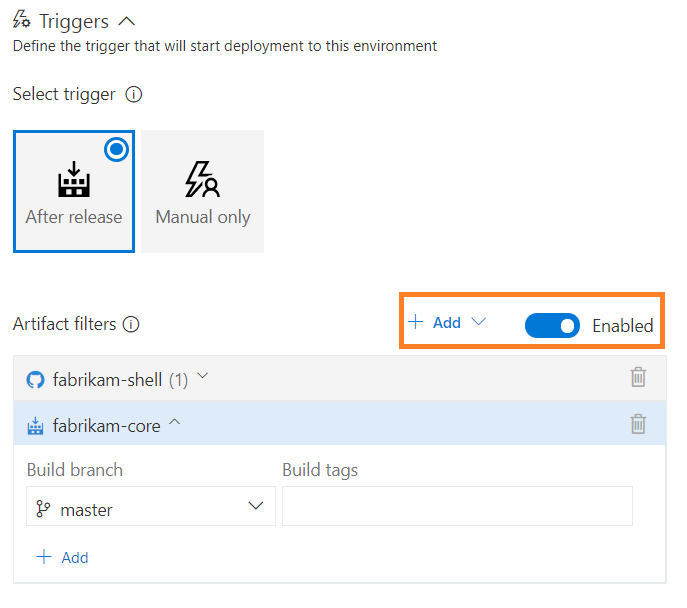 Triggers
Define the trigger that will start deployment to this environment
Select trigger
After release
Manual only
Artifact filters
Add
Enabled
fabrikam-shell (1)
fabrikam-core
Build branch
Build tags
master
Add